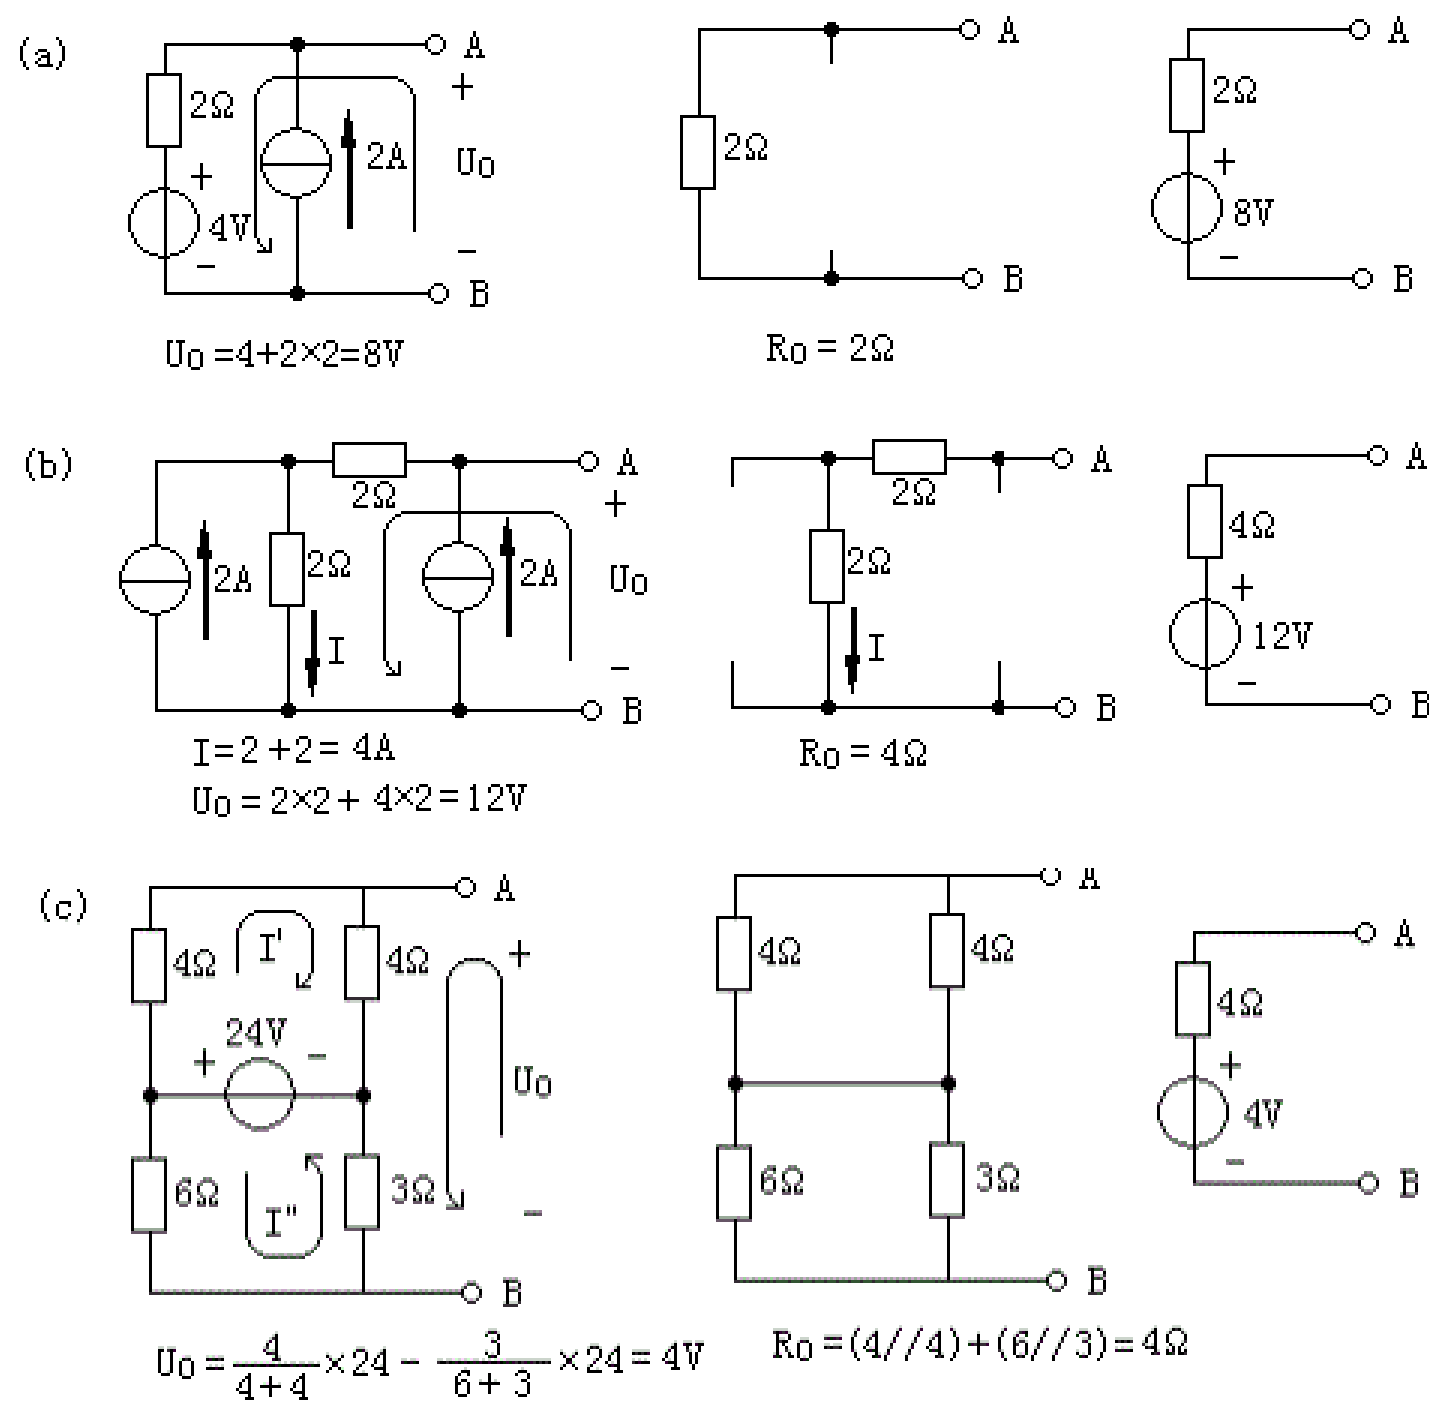 (a)
A
2Ω
+
2A
U₀
+
4V
-
-
B
U₀=4+2×2=8V
A
2Ω
B
R₀=2Ω
A
2Ω
+
8V
-
B
(b)
A
2Ω
+
2A
2Ω
2A
U₀
I
-
B
I=2+2=4A
U₀=2×2+4×2=12V
A
2Ω
2Ω
I
B
R₀=4Ω
A
4Ω
+
12V
-
B
(c)
A
I'
4Ω
4Ω
+
24V
+
-
U₀
6Ω
3Ω
I"
-
B
U₀=4/(4+4)×24-3/(6+3)×24=4V
A
4Ω
4Ω
6Ω
3Ω
B
R₀=(4//4)+(6//3)=4Ω
A
4Ω
+
4V
-
B